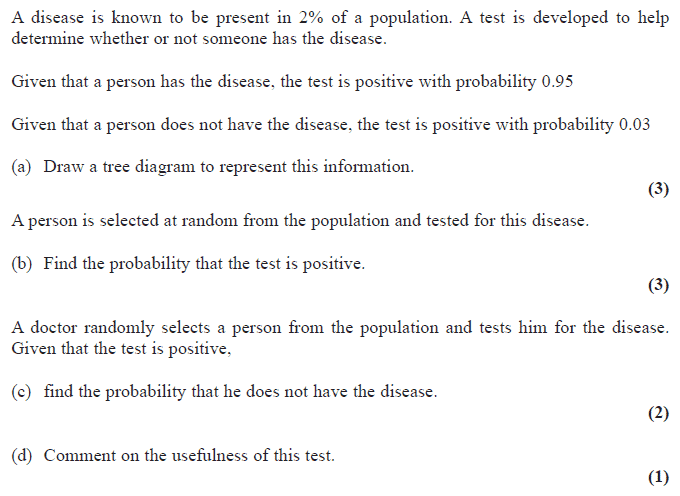 A disease is known to be present in 2% of a population. A test is developed to help
determine whether or not someone has the disease.
Given that a person has the disease, the test is positive with probability 0.95
Given that a person does not have the disease, the test is positive with probability 0.03
(a) Draw a tree diagram to represent this information.
(3)
A person is selected at random from the population and tested for this disease.
(b) Find the probability that the test is positive.
(3)
A doctor randomly selects a person from the population and tests him for the disease.
Given that the test is positive,
(c) find the probability that he does not have the disease.
(2)
(d) Comment on the usefulness of this test.
(1)